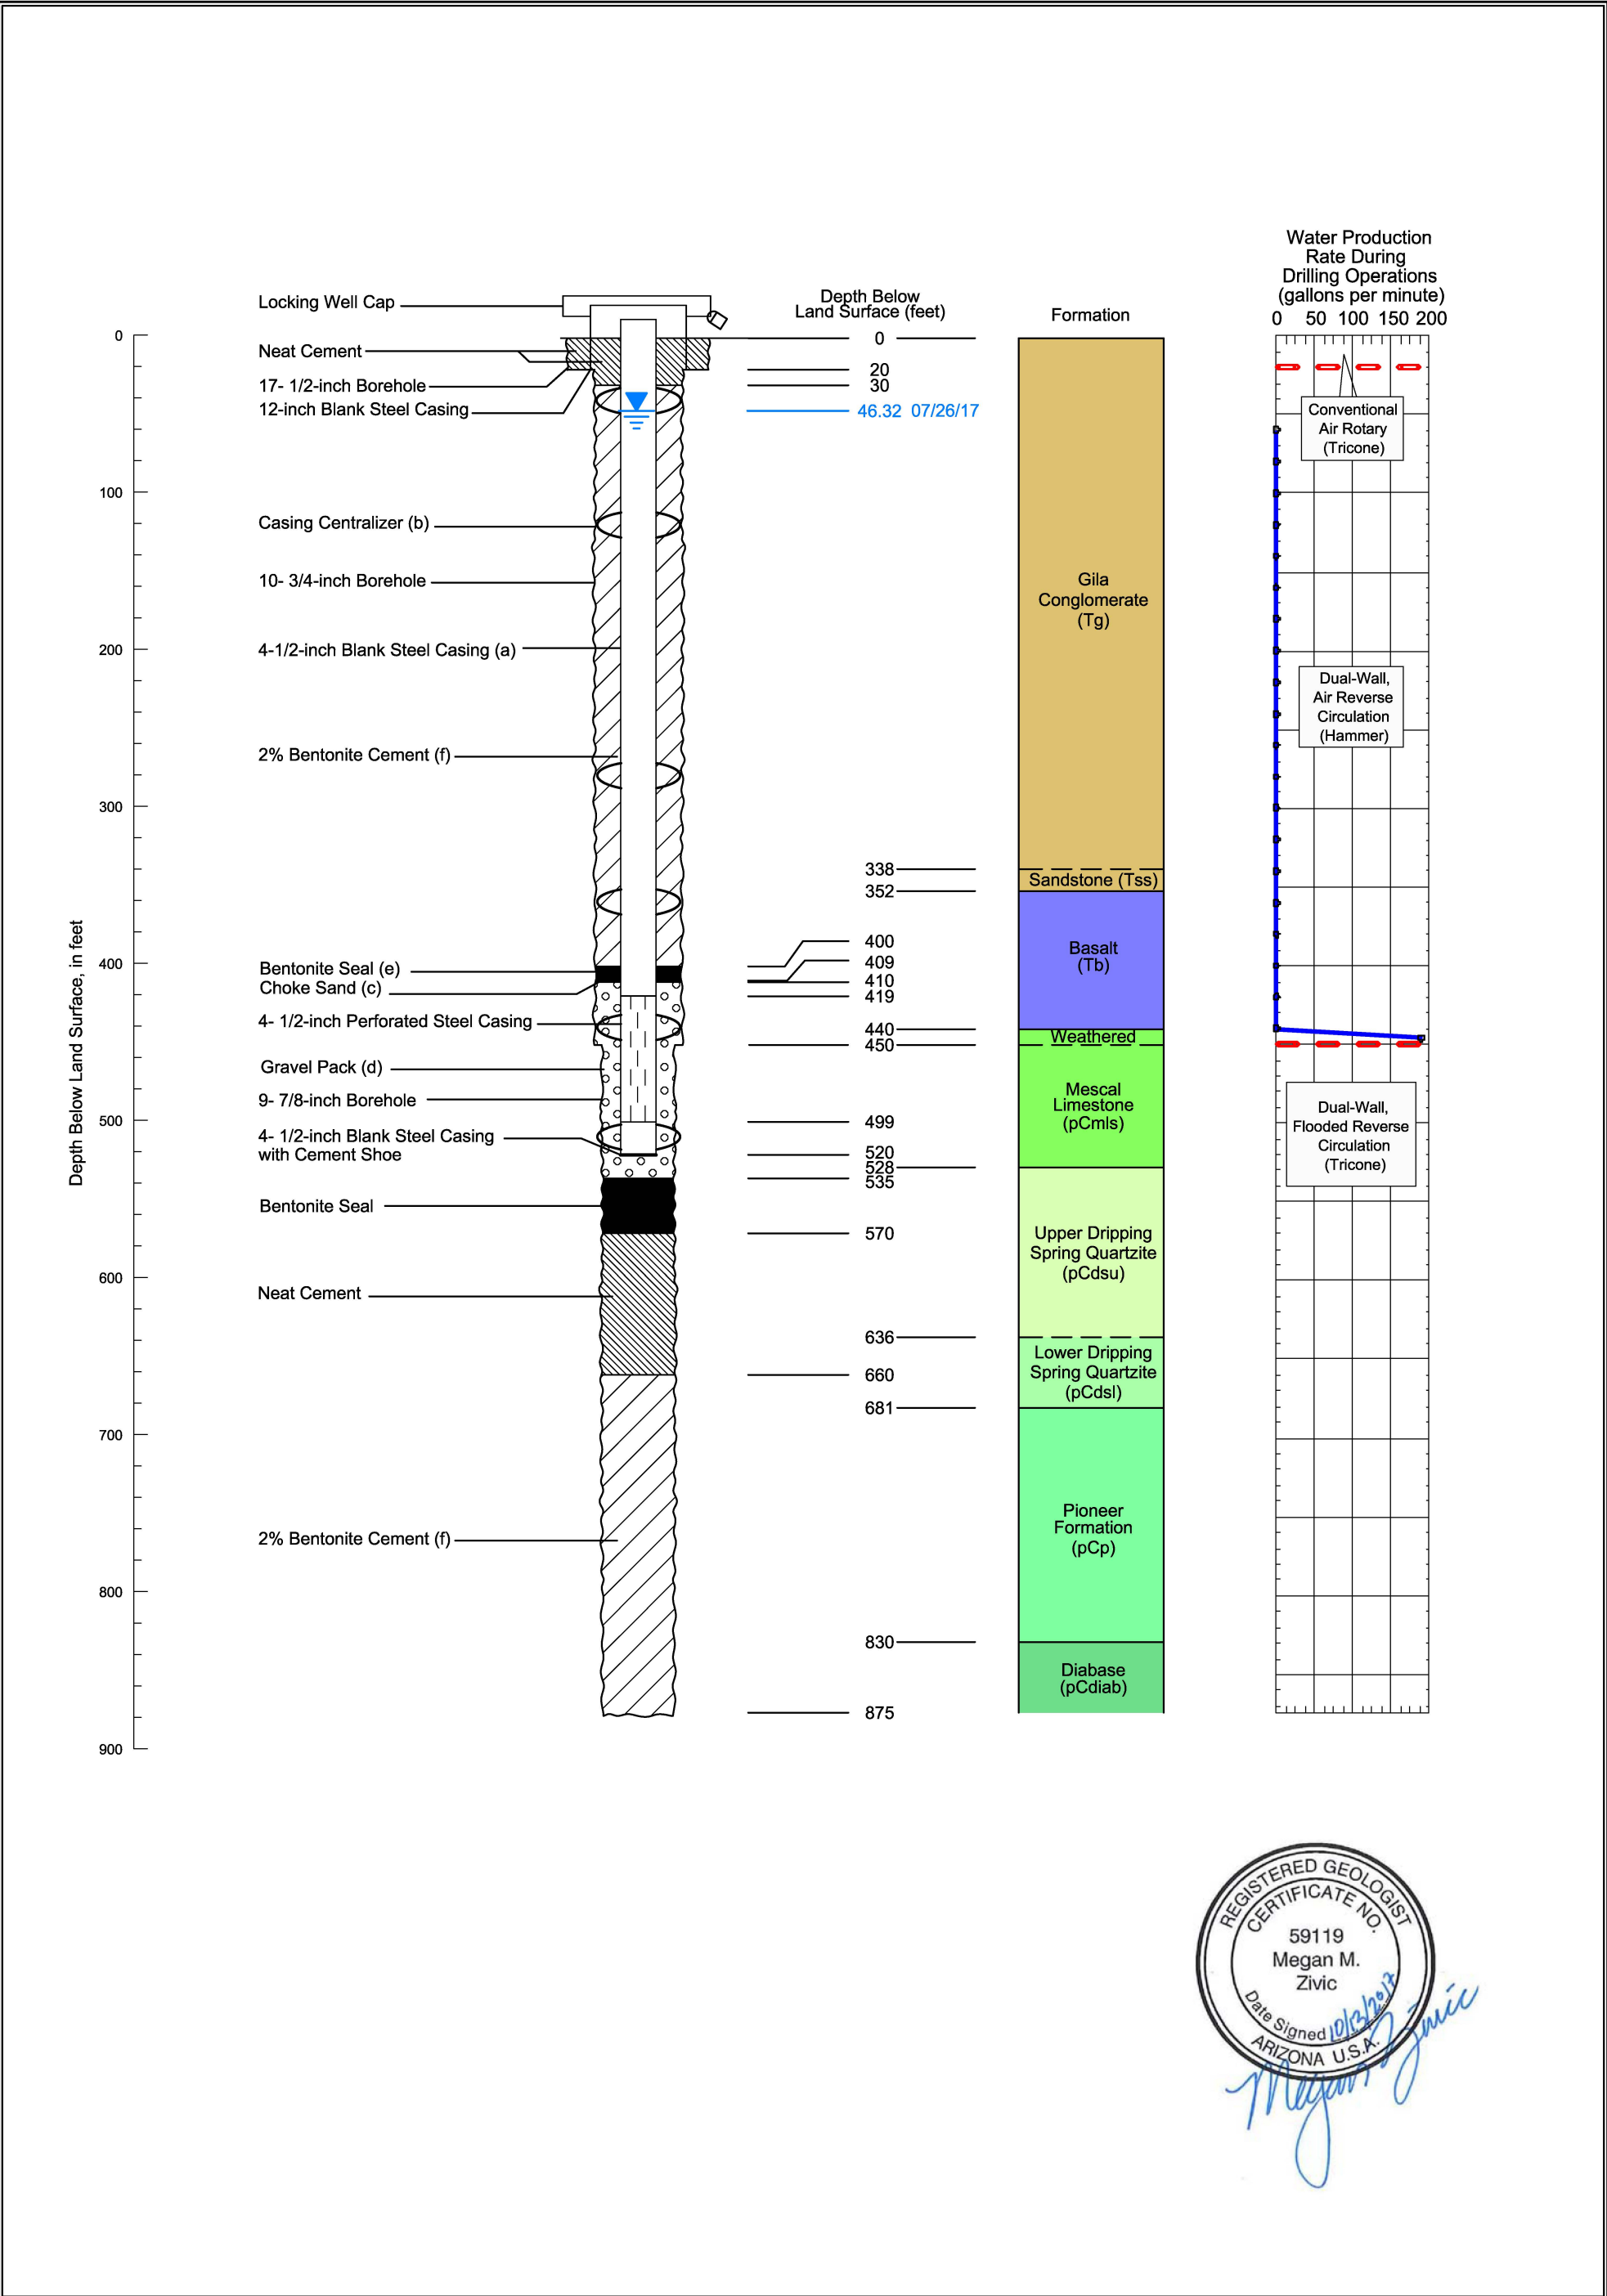 Water Production
Rate During
Drilling Operations
(gallons per minute)
0 50 100 150 200
Locking Well Cap
Depth Below
Land Surface (feet)
Formation
0
Neat Cement
17- 1/2-inch Borehole
12-inch Blank Steel Casing
0
20
30
46.32 07/26/17
Conventional
Air Rotary
(Tricone)
100
Casing Centralizer (b)
10- 3/4-inch Borehole
Gila
Conglomerate
(Tg)
200
4-1/2-inch Blank Steel Casing (a)
Dual-Wall,
Air Reverse
Circulation
(Hammer)
2% Bentonite Cement (f)
300
338
Sandstone (Tss)
352
Depth Below Land Surface, in feet
400
Basalt
(Tb)
400
Bentonite Seal (e)
Choke Sand (c)
409
410
419
4- 1/2-inch Perforated Steel Casing
440
Weathered
450
Gravel Pack (d)
9- 7/8-inch Borehole
Mescal
Limestone
(pCmls)
500
499
4- 1/2-inch Blank Steel Casing
with Cement Shoe
520
528
535
Dual-Wall,
Flooded Reverse
Circulation
(Tricone)
Bentonite Seal
570
Upper Dripping
Spring Quartzite
(pCdsu)
600
Neat Cement
636
Lower Dripping
Spring Quartzite
(pCdsl)
660
681
700
Pioneer
Formation
(pCp)
2% Bentonite Cement (f)
800
830
Diabase
(pCdiab)
875
900
REGISTERED GEOLOGIST
CERTIFICATE NO.
59119
Megan M.
Zivic
Date Signed 10/13/2017
ARIZONA U.S.A.
Megan Zivic